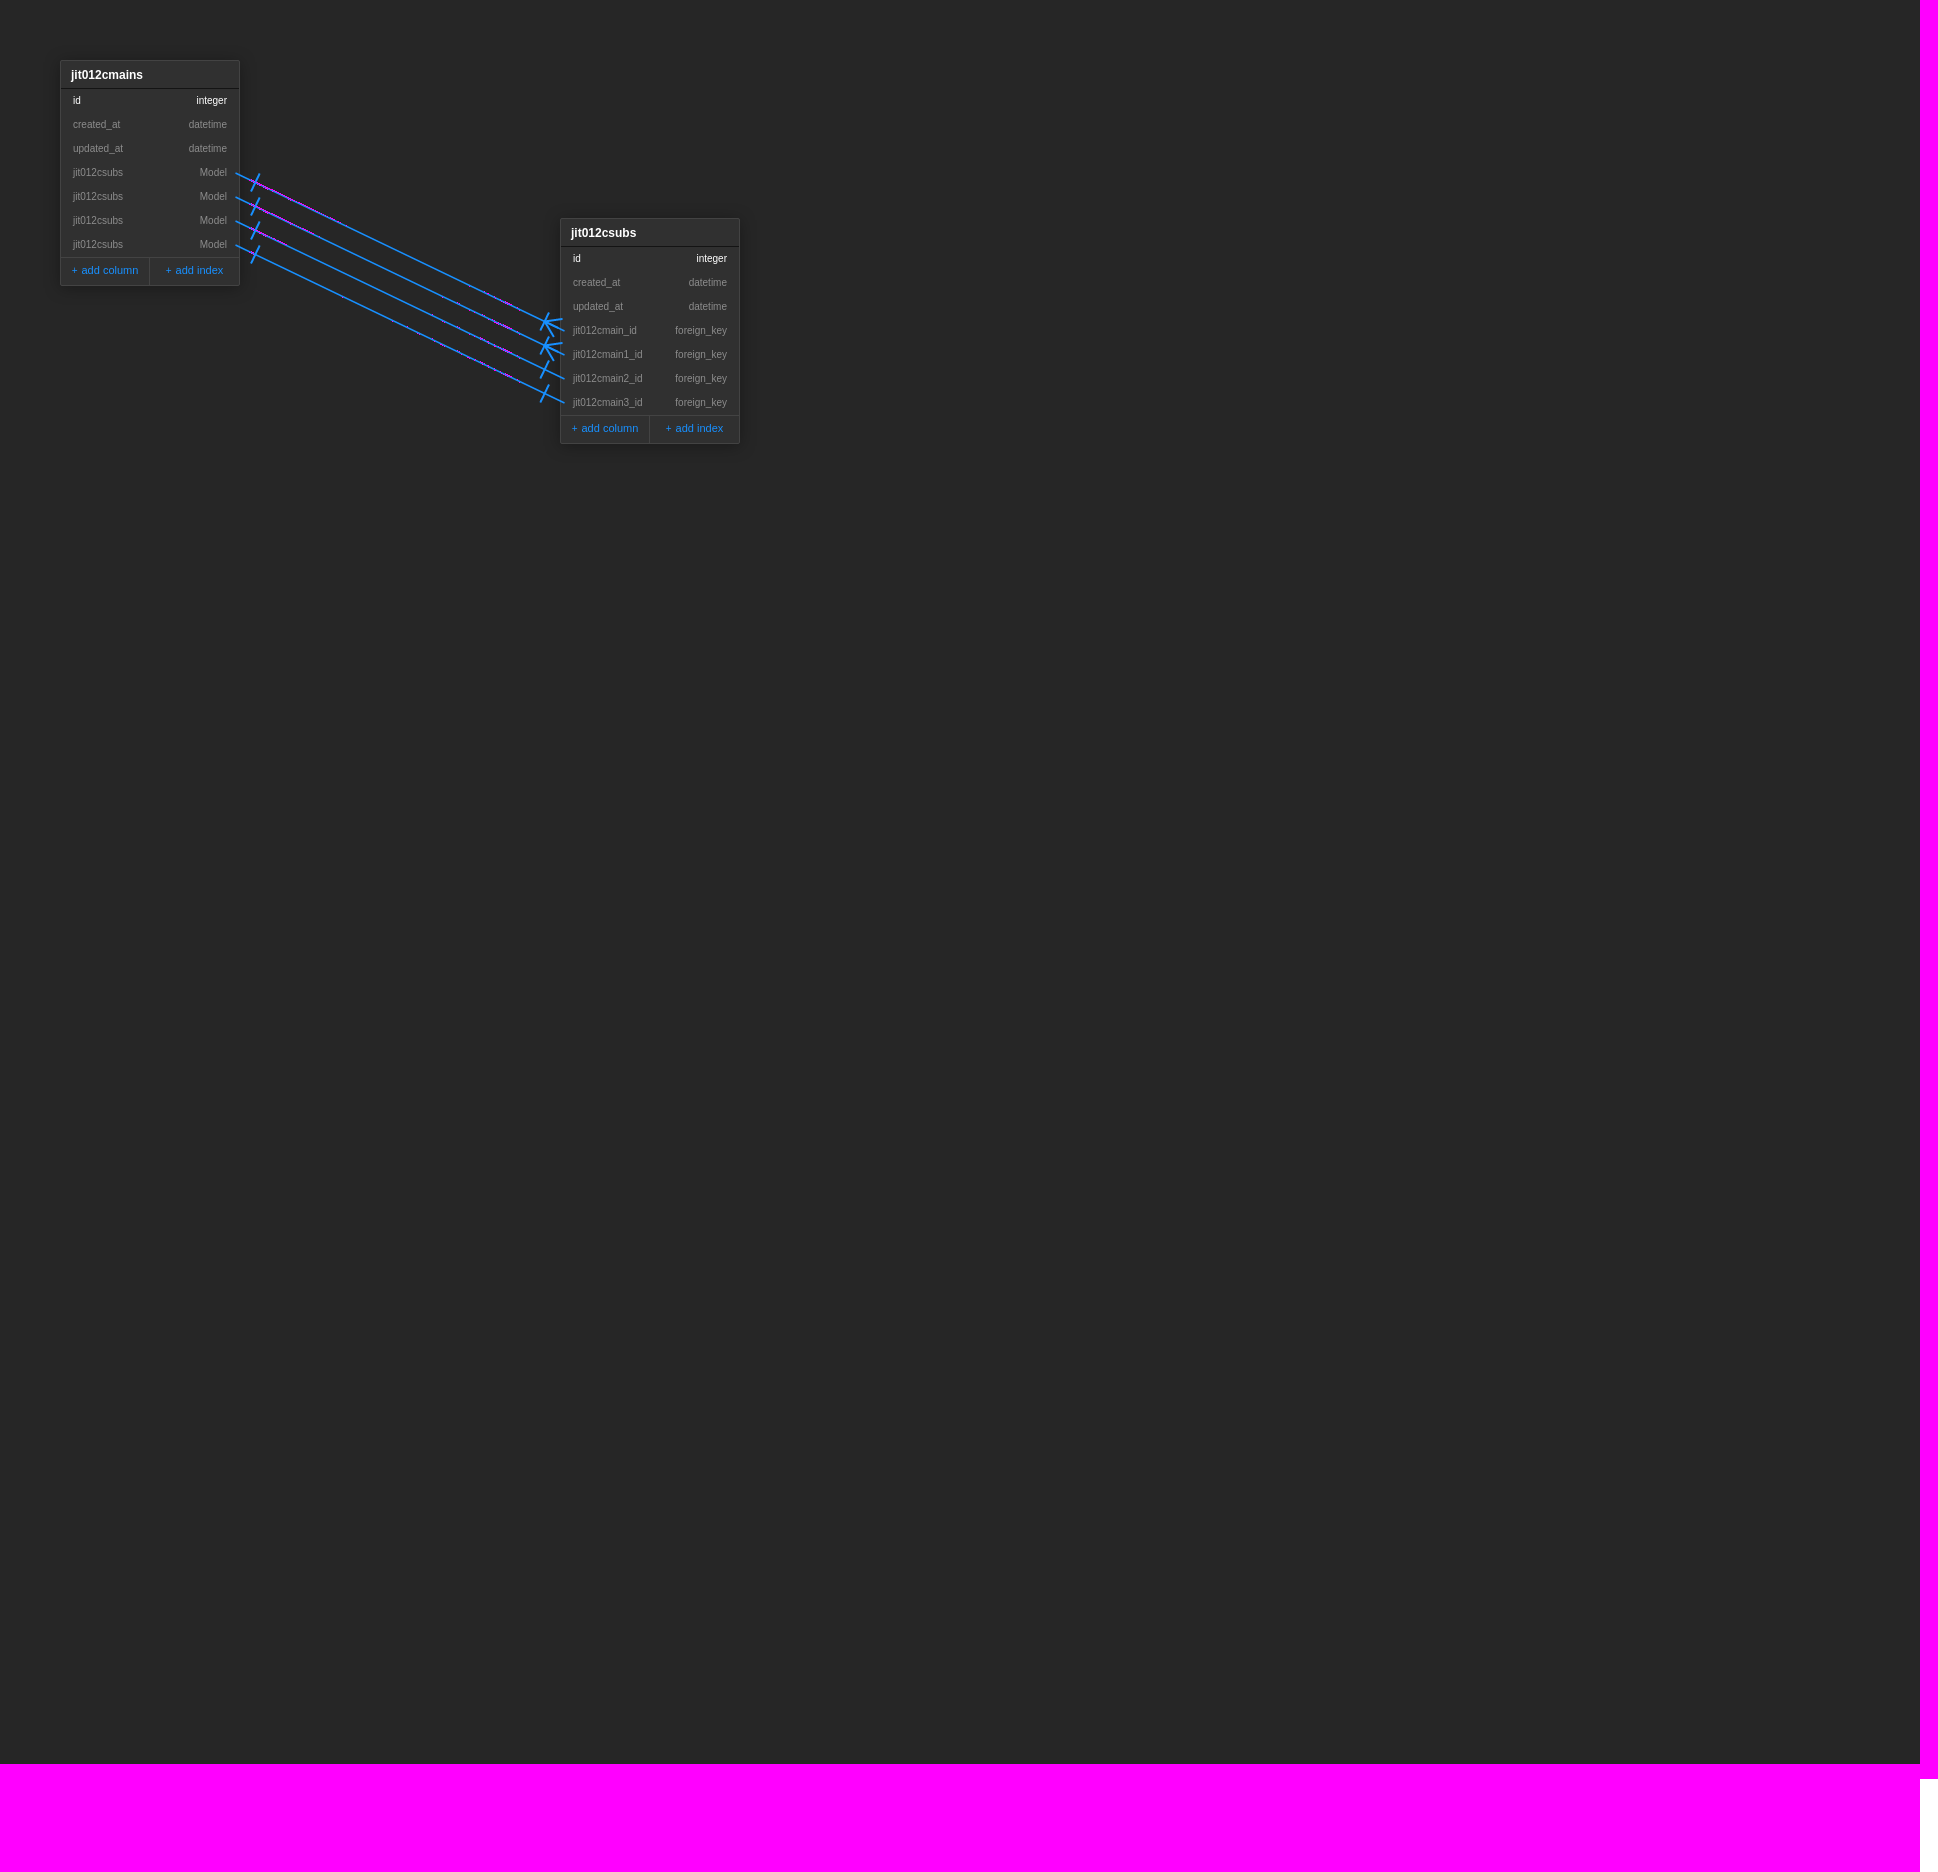 jit012cmains
id integer
created_at datetime
updated_at datetime
jit012csubs Model
jit012csubs Model
jit012csubs Model
jit012csubs Model
+ add column + add index
jit012csubs
id integer
created_at datetime
updated_at datetime
jit012cmain_id foreign_key
jit012cmain1_id foreign_key
jit012cmain2_id foreign_key
jit012cmain3_id foreign_key
+ add column + add index